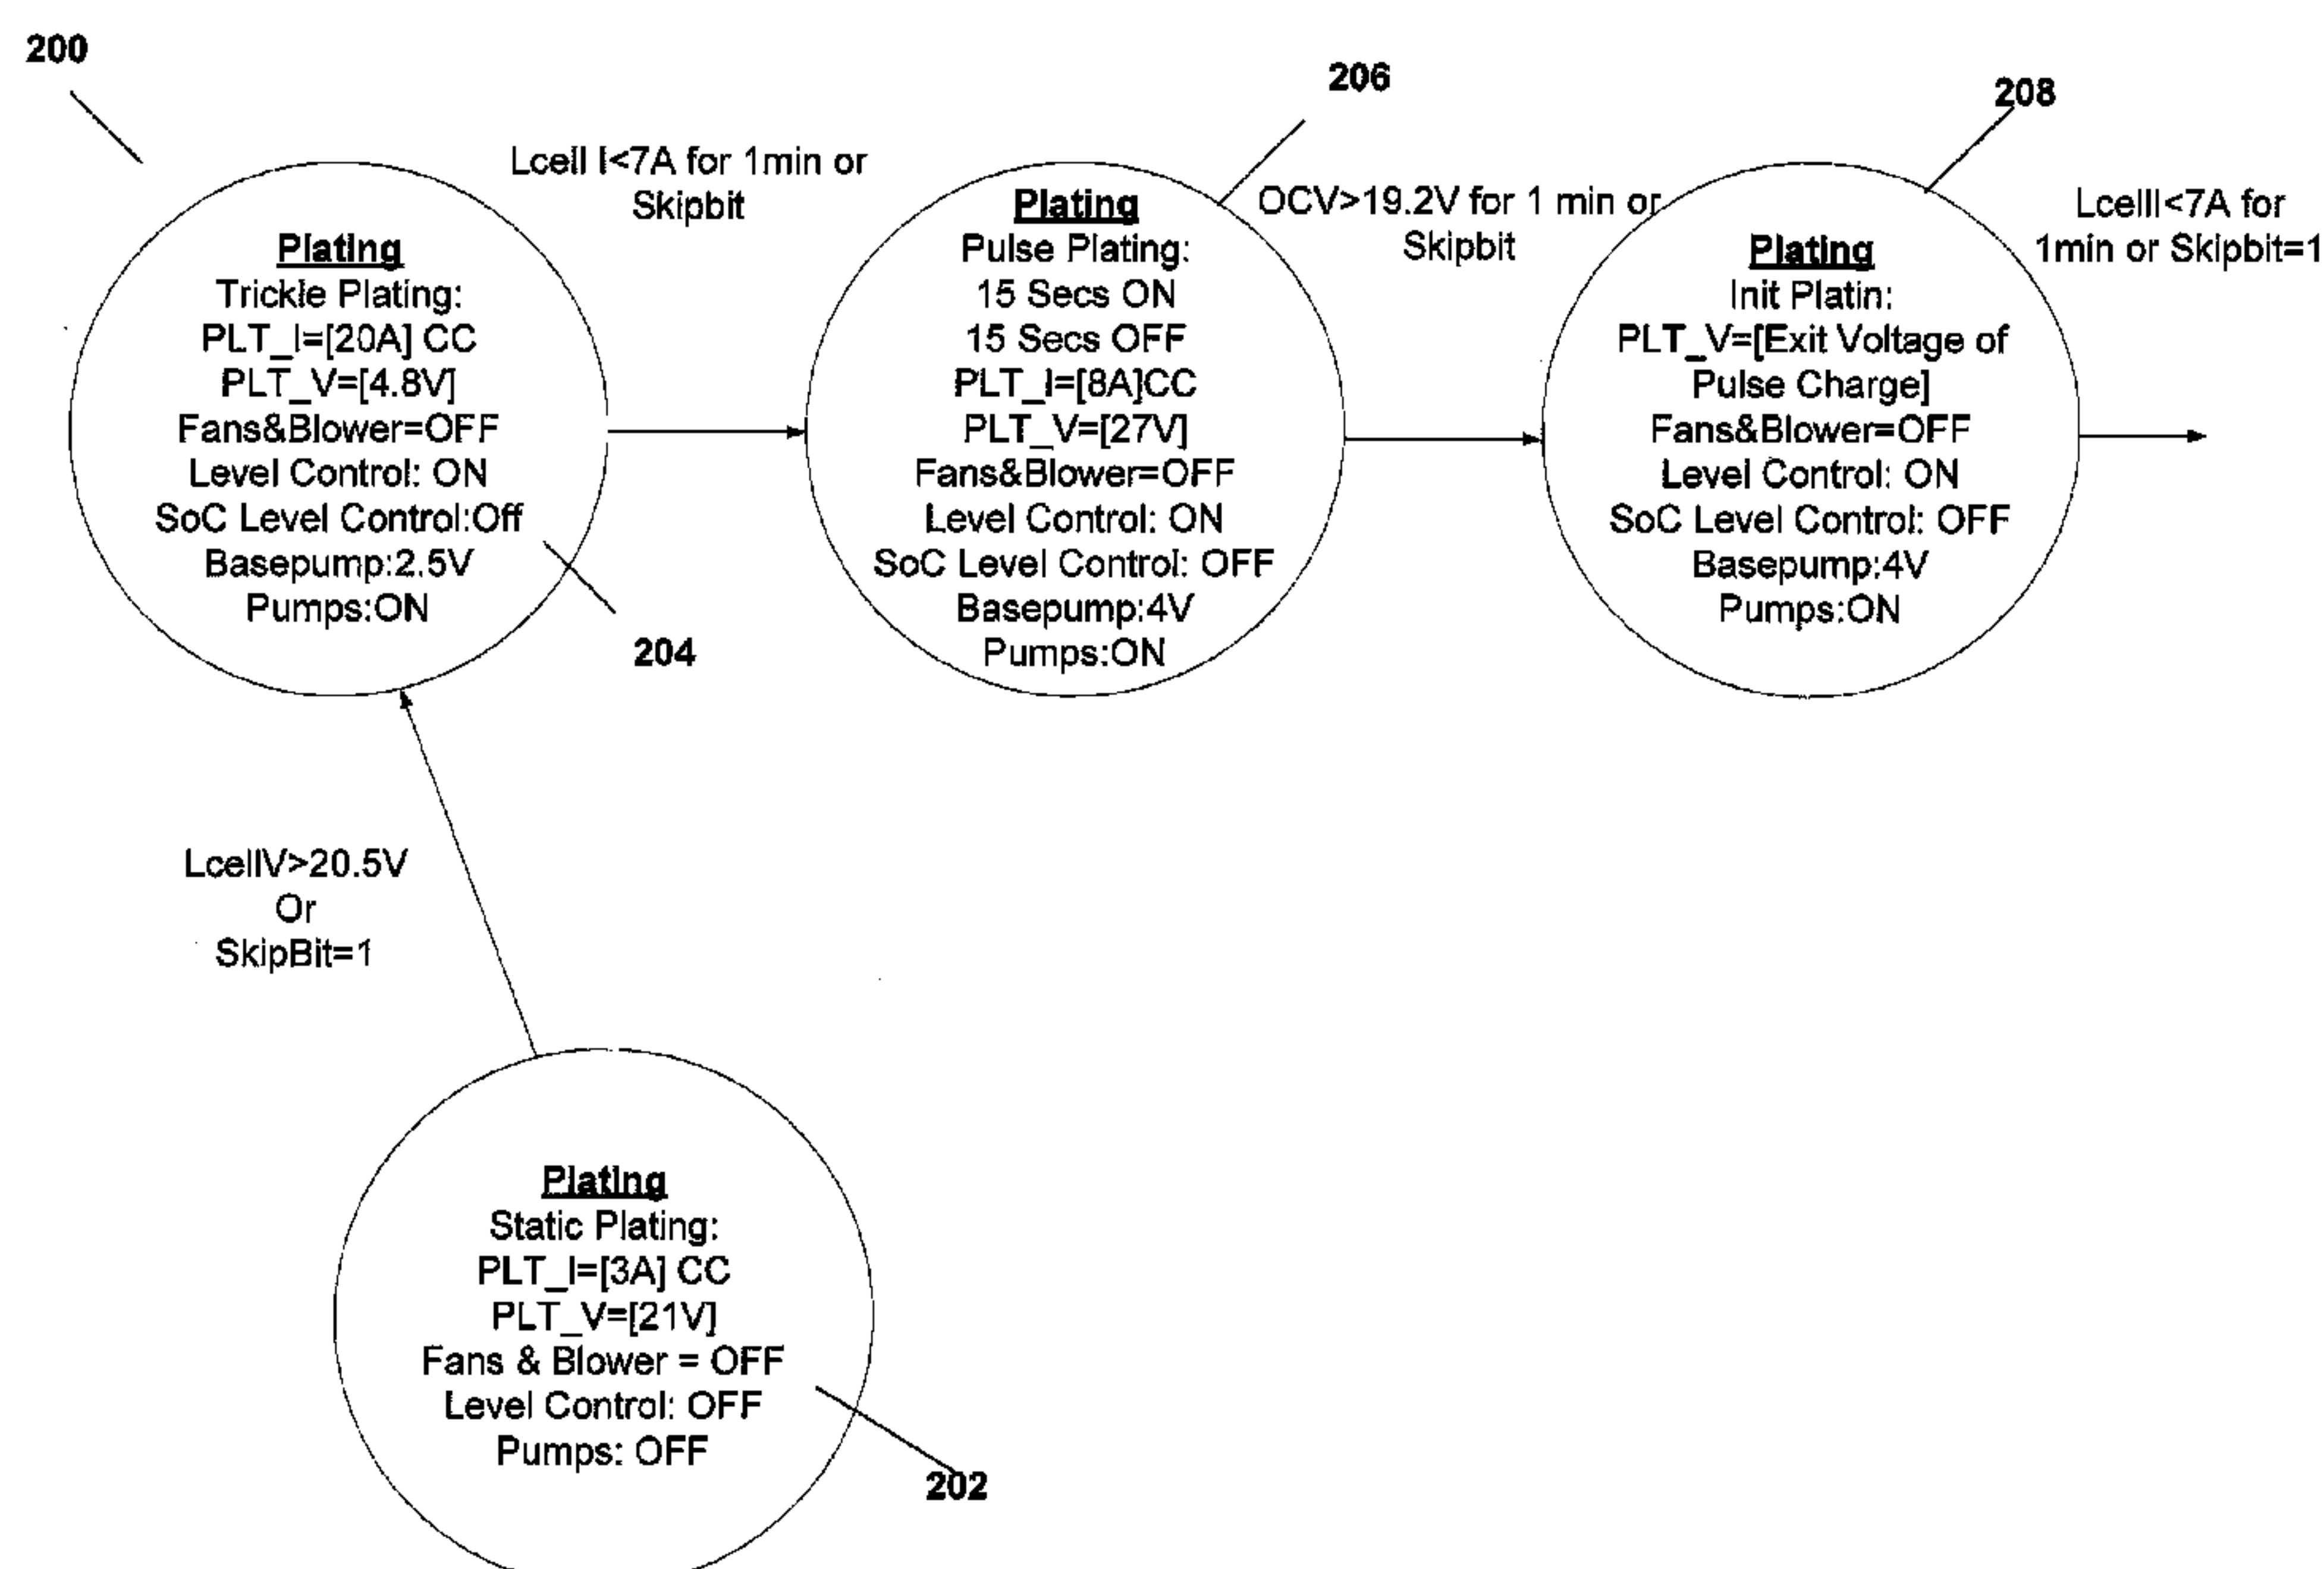 200
Lcell I<7A for 1min or
Skipbit
Plating
Trickle Plating:
PLT_I=[20A] CC
PLT_V=[4.8V]
Fans&Blower=OFF
Level Control: ON
SoC Level Control:Off
Basepump:2.5V
Pumps:ON
204
206
OCV>19.2V for 1 min or
Skipbit
Plating
Pulse Plating:
15 Secs ON
15 Secs OFF
PLT_I=[8A]CC
PLT_V=[27V]
Fans&Blower=OFF
Level Control: ON
SoC Level Control: OFF
Basepump:4V
Pumps:ON
208
LcellI<7A for
1min or Skipbit=1
Plating
Init Platin:
PLT_V=[Exit Voltage of
Pulse Charge]
Fans&Blower=OFF
Level Control: ON
SoC Level Control: OFF
Basepump:4V
Pumps:ON
LcellV>20.5V
Or
SkipBit=1
Plating
Static Plating:
PLT_I=[3A] CC
PLT_V=[21V]
Fans & Blower = OFF
Level Control: OFF
Pumps: OFF
202